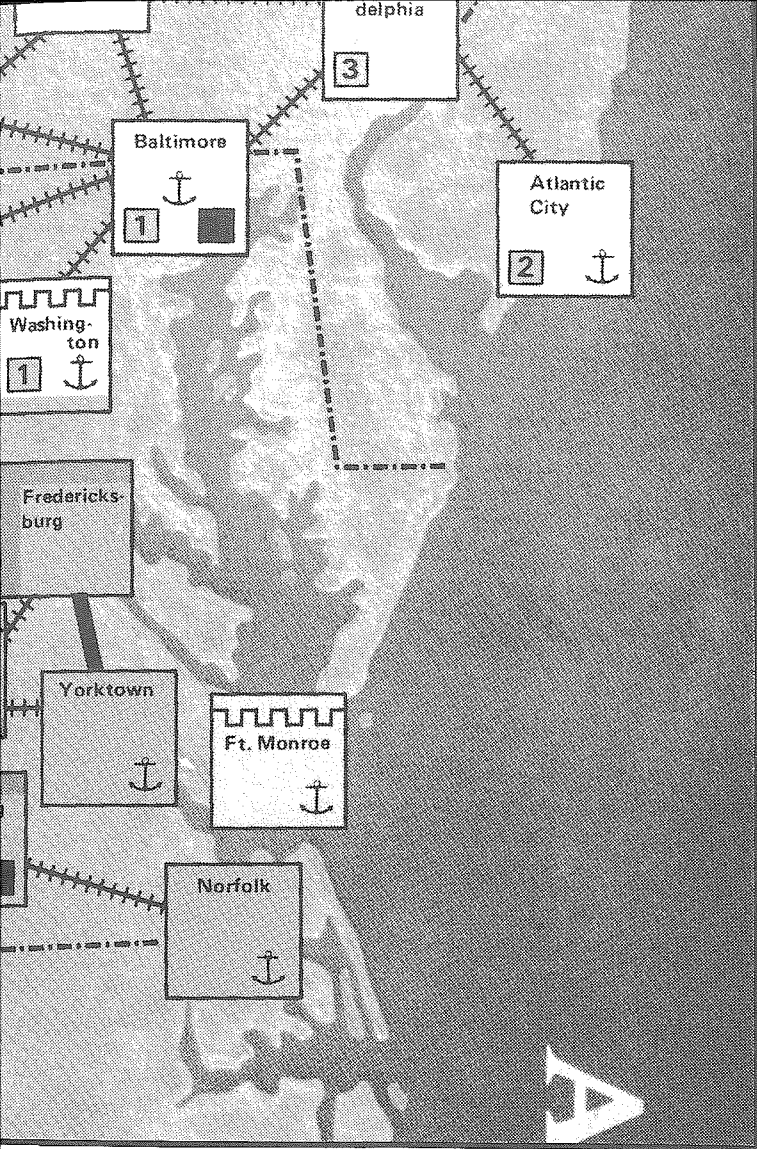 delphia
3
Baltimore
1
Atlantic
City
2
Washing-
ton
1
Fredericks-
burg
Yorktown
Ft. Monroe
Norfolk
A